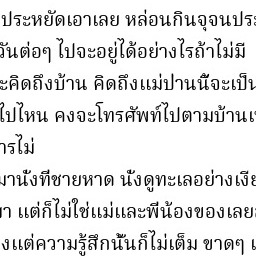 ประหยัดเอาเลย หล่อนกินจุจนประ
วันต่อๆ ไปจะอยู่ได้อย่างไรถ้าไม่มี
ะคิดถึงบ้าน คิดถึงแม่ป่านนี้จะเป็น
ไปไหน คงจะโทรศัพท์ไปตามบ้านเ
ารไม่
มานั่งที่ชายหาด นั่งดูทะเลอย่างเงีย
มา แต่ก็ไม่ใช่แม่และพี่น้องของเลย
งแต่ความรู้สึกนั้นก็ไม่เต็ม ขาดๆ เ